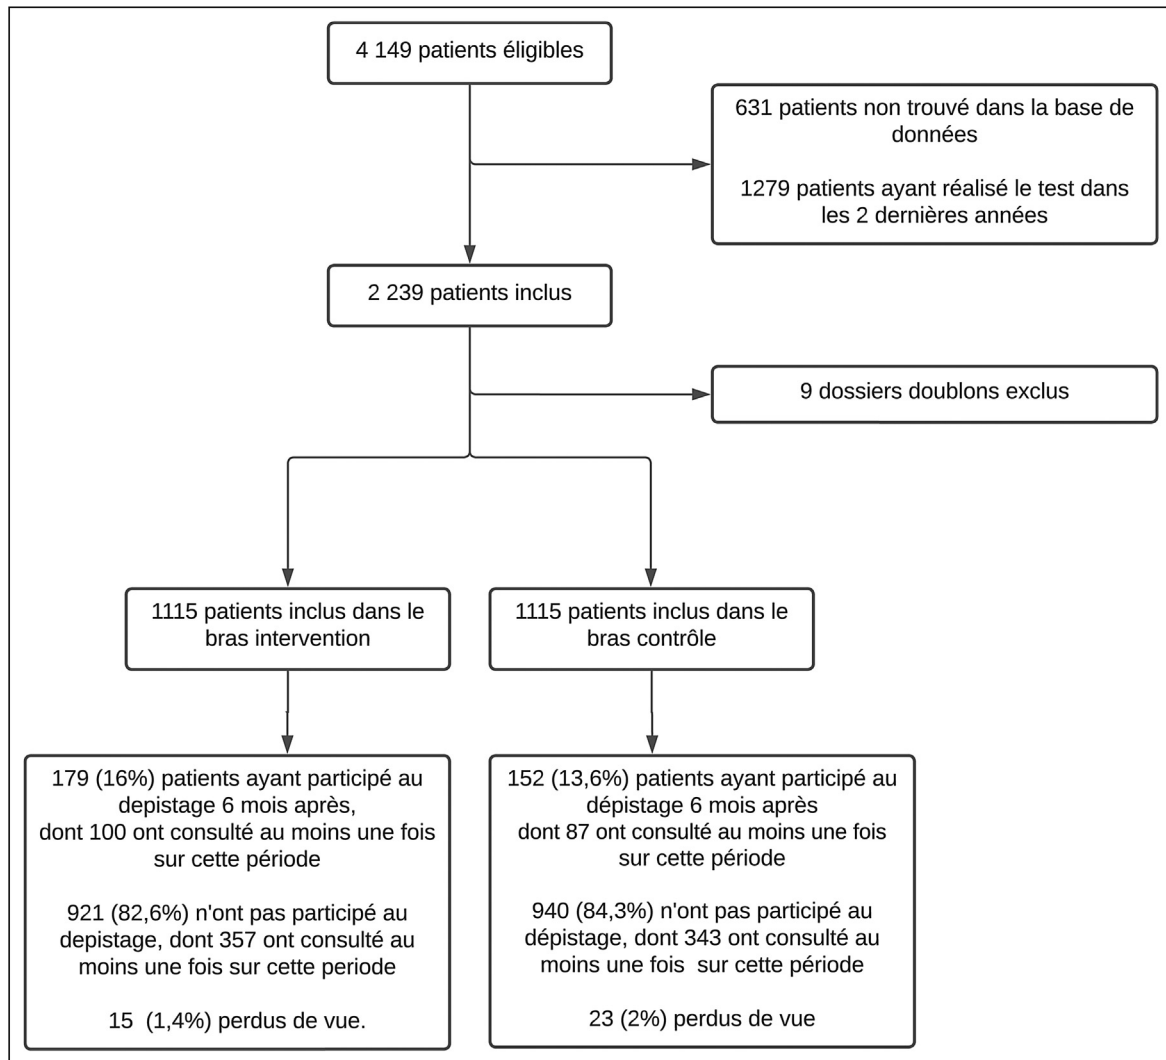 4 149 patients éligibles
631 patients non trouvé dans la base de
données
1279 patients ayant réalisé le test dans
les 2 dernières années
2 239 patients inclus
9 dossiers doublons exclus
1115 patients inclus dans le
bras intervention
1115 patients inclus dans le
bras contrôle
179 (16%) patients ayant participé au
depistage 6 mois après,
dont 100 ont consulté au moins une fois
sur cette période
921 (82,6%) n'ont pas participé au
depistage, dont 357 ont consulté au
moins une fois sur cette periode
15 (1,4%) perdus de vue.
152 (13,6%) patients ayant participé au
dépistage 6 mois après
dont 87 ont consulté au moins une fois
sur cette période
940 (84,3%) n'ont pas participé au
dépistage, dont 343 ont consulté au
moins une fois sur cette période
23 (2%) perdus de vue